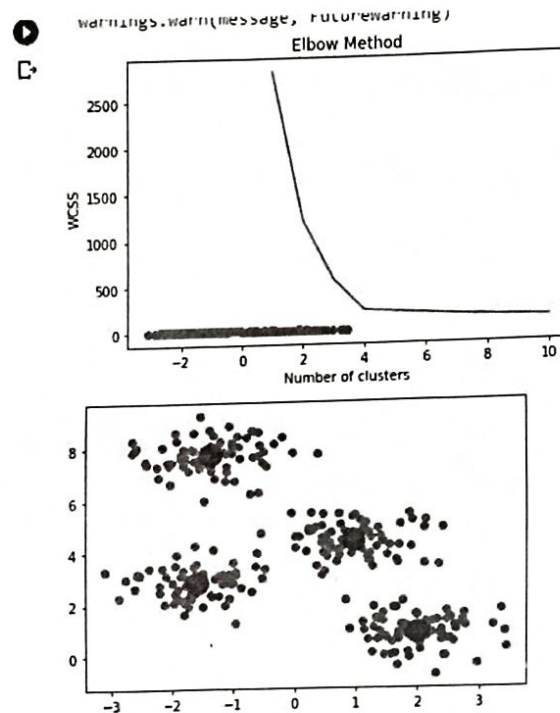 warnings.warn(message, FutureWarning)
Elbow Method
2500
2000
1500
1000
500
0
WCSS
−2 0 2 4 6 8 10
Number of clusters
8
6
4
2
0
−3 −2 −1 0 1 2 3